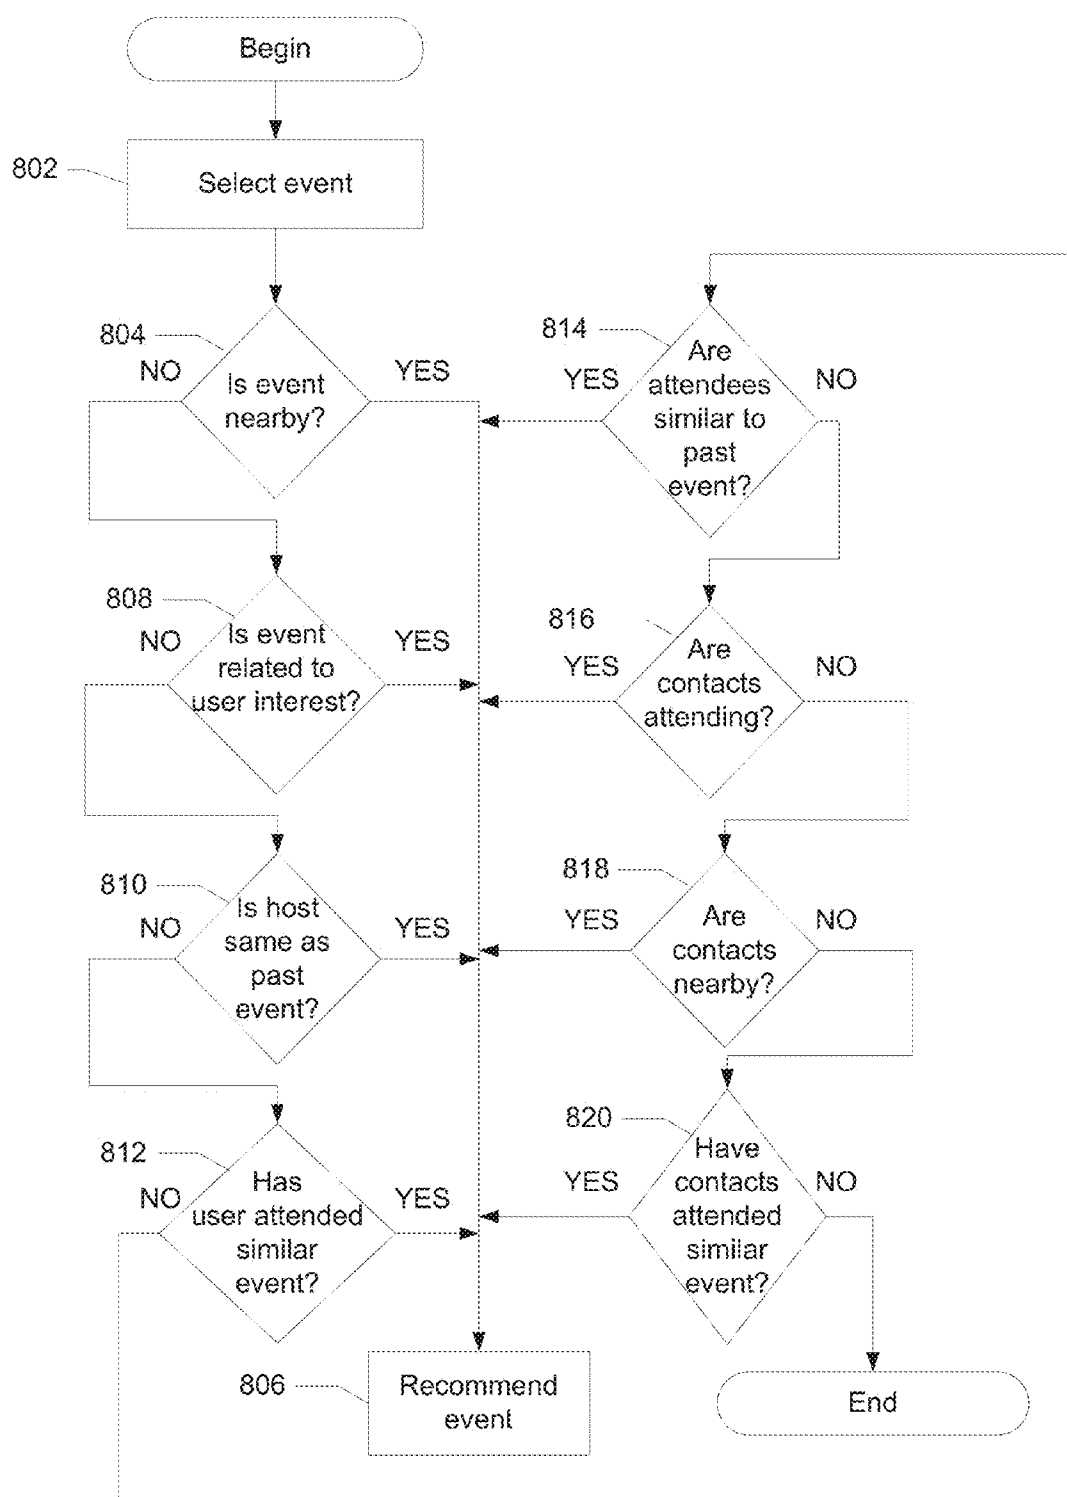 Begin
802
Select event
804
NO
YES
Is event
nearby?
808
NO
YES
Is event
related to
user interest?
810
NO
YES
Is host
same as
past
event?
812
NO
YES
Has
user attended
similar
event?
806
Recommend
event
814
YES
NO
Are
attendees
similar to
past
event?
816
YES
NO
Are
contacts
attending?
818
YES
NO
Are
contacts
nearby?
820
YES
NO
Have
contacts
attended
similar
event?
End